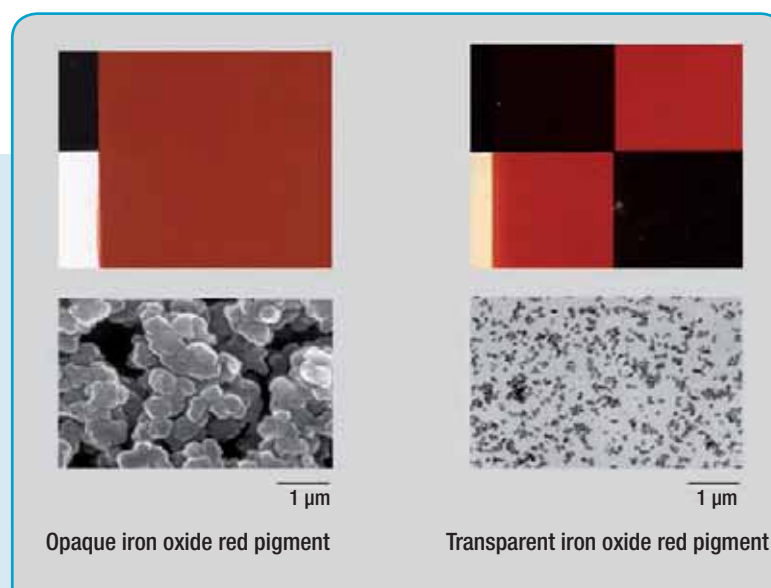 1 μm
1 μm
Opaque iron oxide red pigment
Transparent iron oxide red pigment